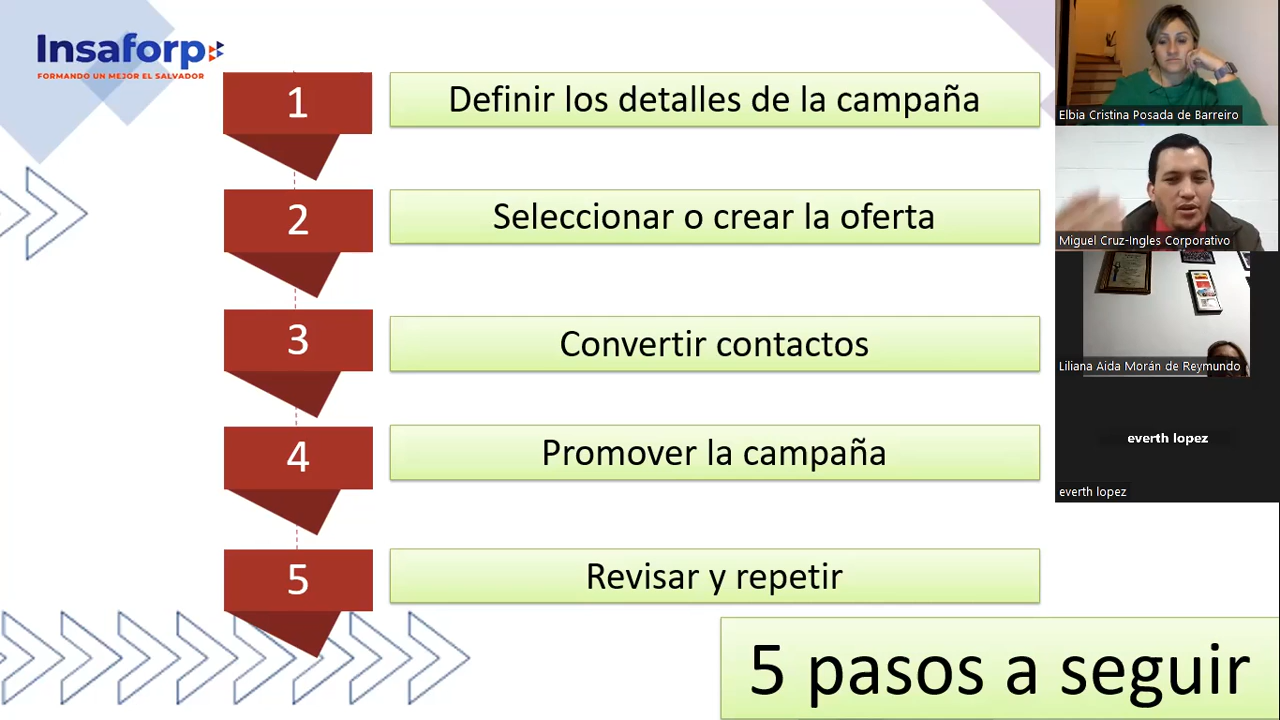 Insaforp
FORMANDO UN MEJOR EL SALVADOR
1
Definir los detalles de la campaña
2
Seleccionar o crear la oferta
3
Convertir contactos
4
Promover la campaña
5
Revisar y repetir
5 pasos a seguir
Elbia Cristina Posada de Barreiro
Miguel Cruz-Ingles Corporativo
Liliana Aida Morán de Reymundo
everth lopez
everth lopez